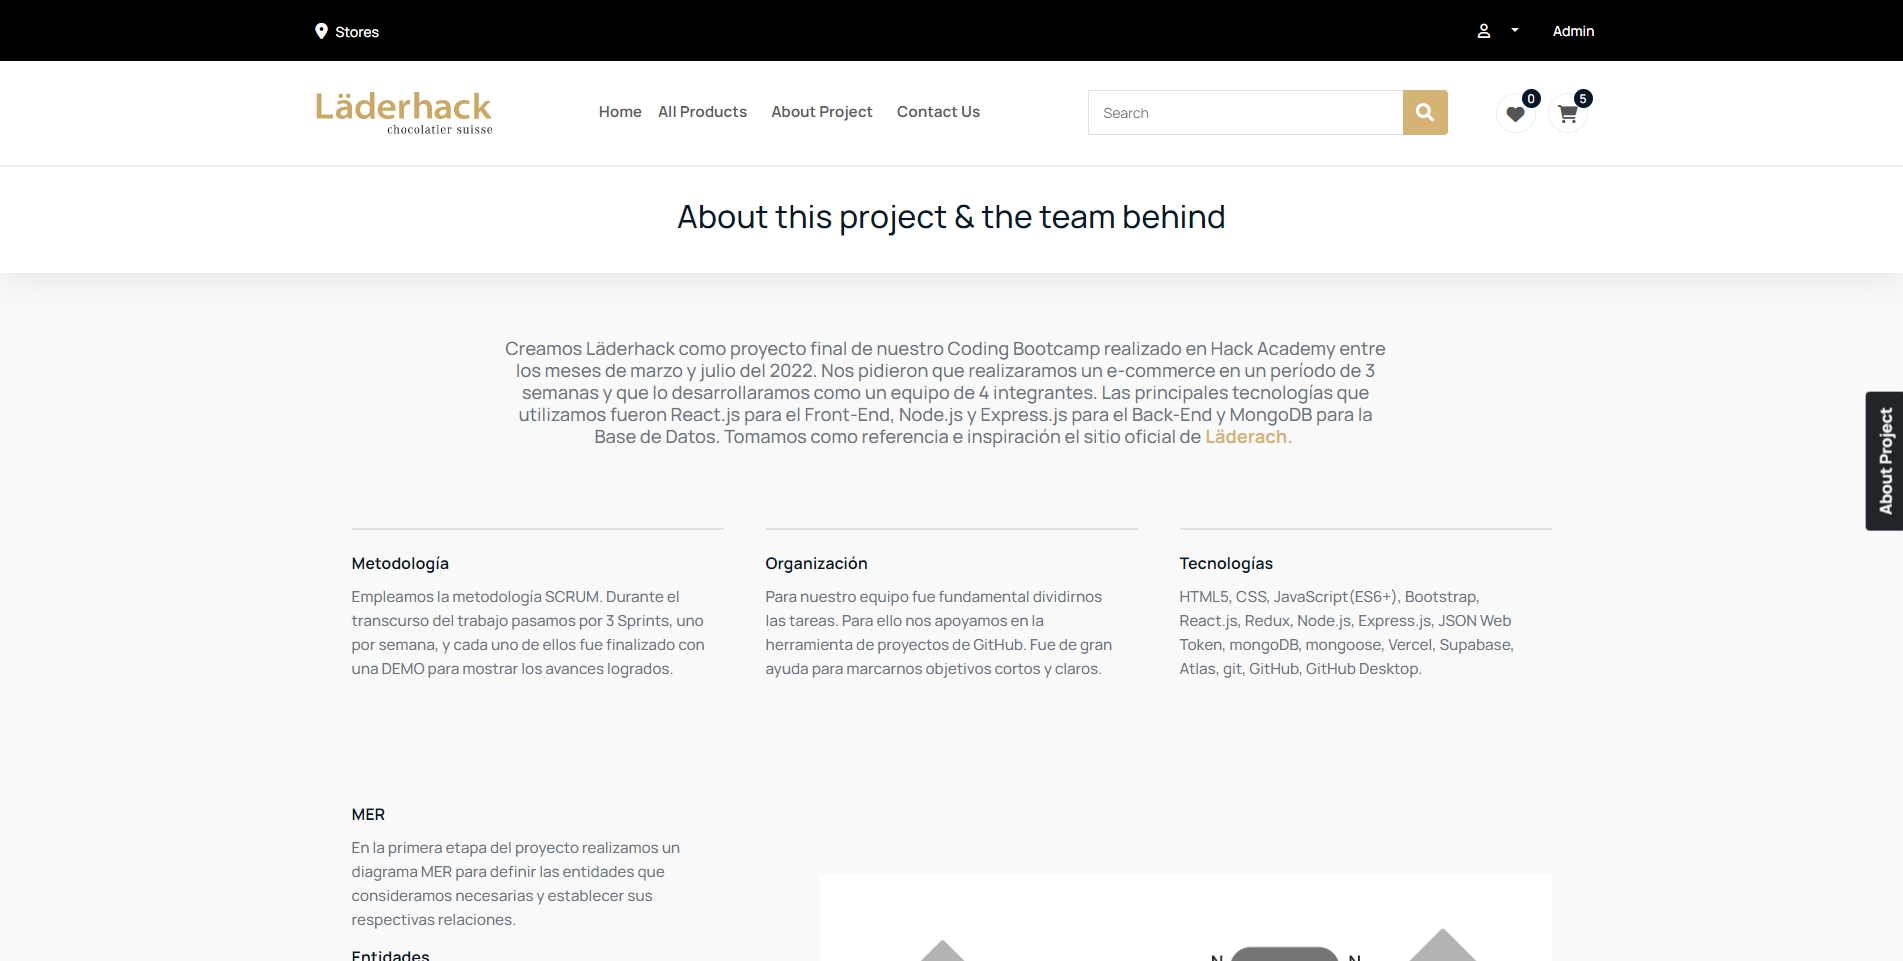 Stores
Admin
Läderhack
chocolatier suisse
Home
All Products
About Project
Contact Us
Search
0
5
About this project & the team behind
Creamos Läderhack como proyecto final de nuestro Coding Bootcamp realizado en Hack Academy entre
los meses de marzo y julio del 2022. Nos pidieron que realizaramos un e-commerce en un período de 3
semanas y que lo desarrollaramos como un equipo de 4 integrantes. Las principales tecnologías que
utilizamos fueron React.js para el Front-End, Node.js y Express.js para el Back-End y MongoDB para la
Base de Datos. Tomamos como referencia e inspiración el sitio oficial de Läderach.
About Project
Metodología
Empleamos la metodología SCRUM. Durante el
transcurso del trabajo pasamos por 3 Sprints, uno
por semana, y cada uno de ellos fue finalizado con
una DEMO para mostrar los avances logrados.
Organización
Para nuestro equipo fue fundamental dividirnos
las tareas. Para ello nos apoyamos en la
herramienta de proyectos de GitHub. Fue de gran
ayuda para marcarnos objetivos cortos y claros.
Tecnologías
HTML5, CSS, JavaScript(ES6+), Bootstrap,
React.js, Redux, Node.js, Express.js, JSON Web
Token, mongoDB, mongoose, Vercel, Supabase,
Atlas, git, GitHub, GitHub Desktop.
MER
En la primera etapa del proyecto realizamos un
diagrama MER para definir las entidades que
consideramos necesarias y establecer sus
respectivas relaciones.
Entidades
N
N